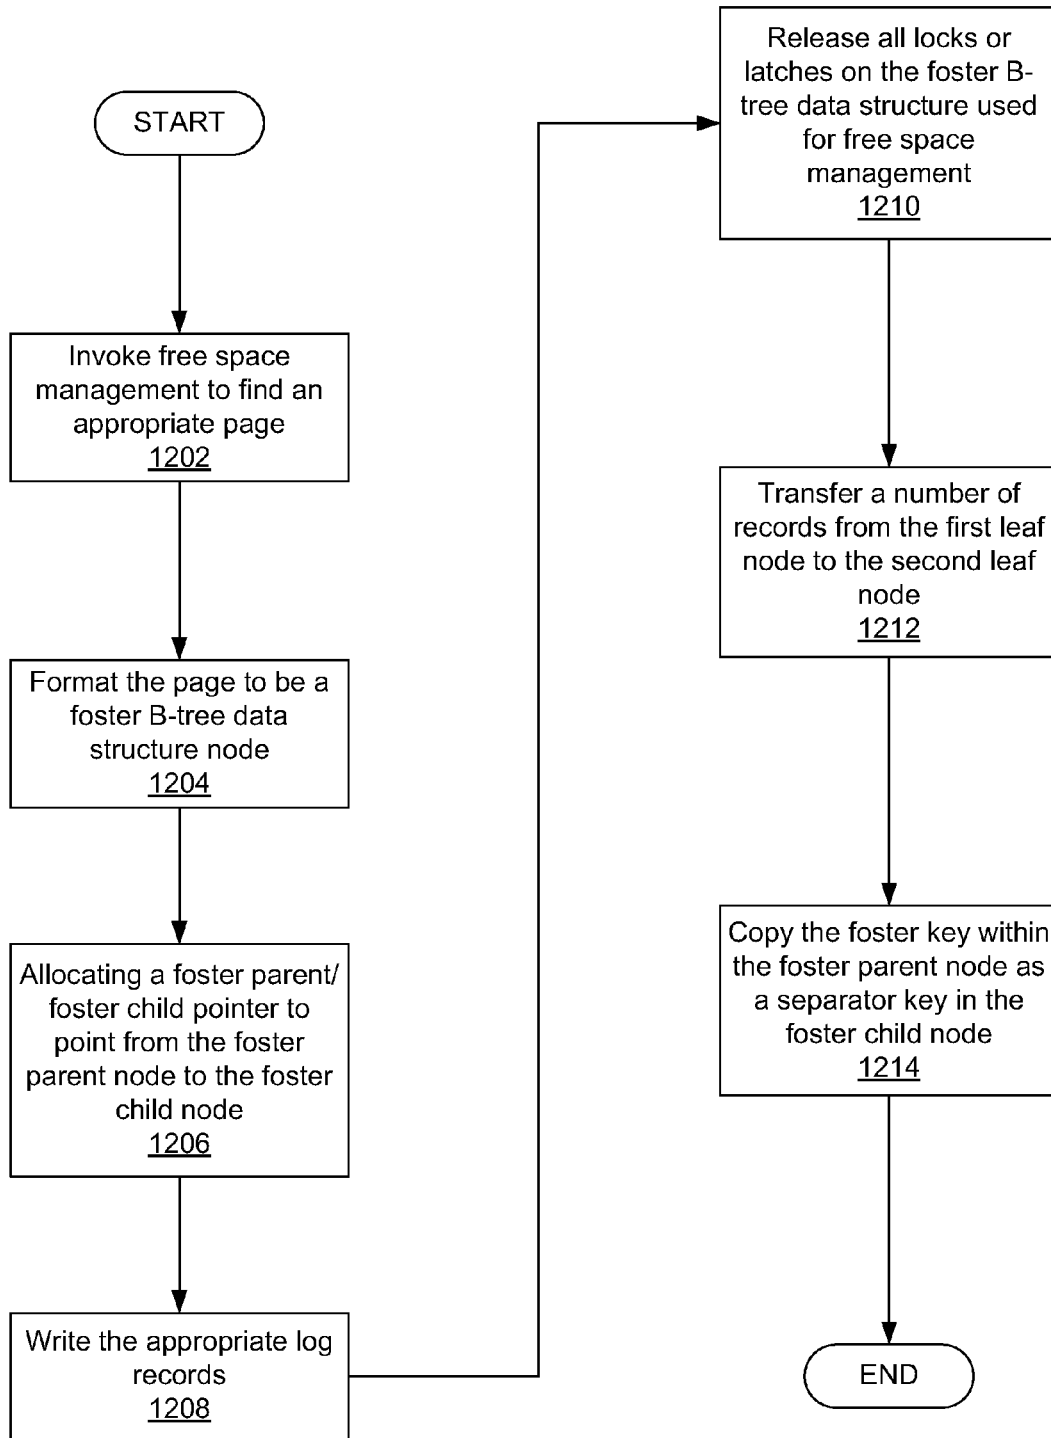 START
Invoke free space
management to find an
appropriate page
1202
Format the page to be a
foster B-tree data
structure node
1204
Allocating a foster parent/
foster child pointer to
point from the foster
parent node to the foster
child node
1206
Write the appropriate log
records
1208
Release all locks or
latches on the foster B-
tree data structure used
for free space
management
1210
Transfer a number of
records from the first leaf
node to the second leaf
node
1212
Copy the foster key within
the foster parent node as
a separator key in the
foster child node
1214
END